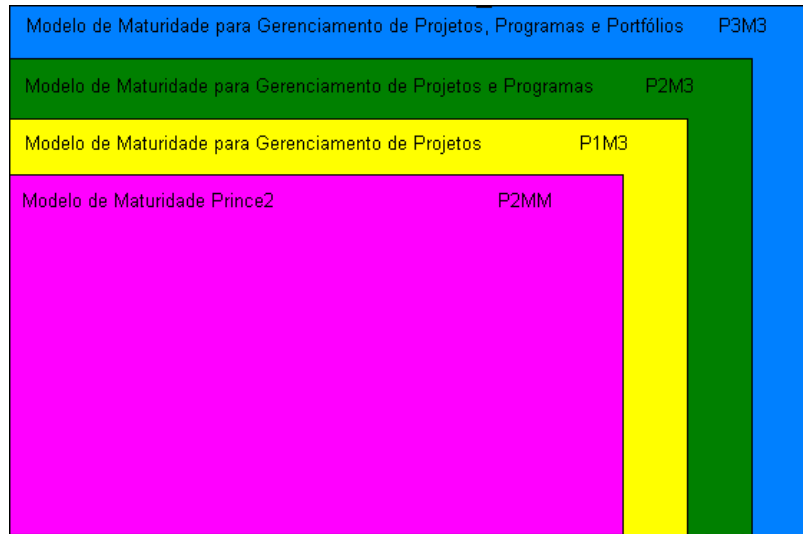 Modelo de Maturidade para Gerenciamento de Projetos, Programas e Portfólios P3M3
Modelo de Maturidade para Gerenciamento de Projetos e Programas P2M3
Modelo de Maturidade para Gerenciamento de Projetos P1M3
Modelo de Maturidade Prince2 P2MM